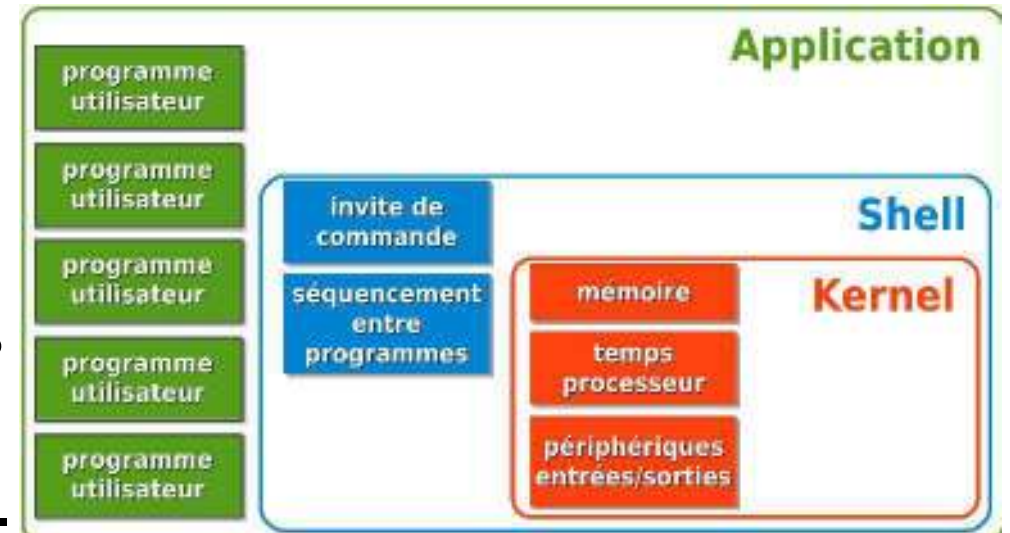 Application
programme
utilisateur
programme
utilisateur
programme
utilisateur
programme
utilisateur
programme
utilisateur
Shell
invite de
commande
séquencement
entre
programmes
Kernel
mémoire
temps
processeur
périphériques
entrées/sorties